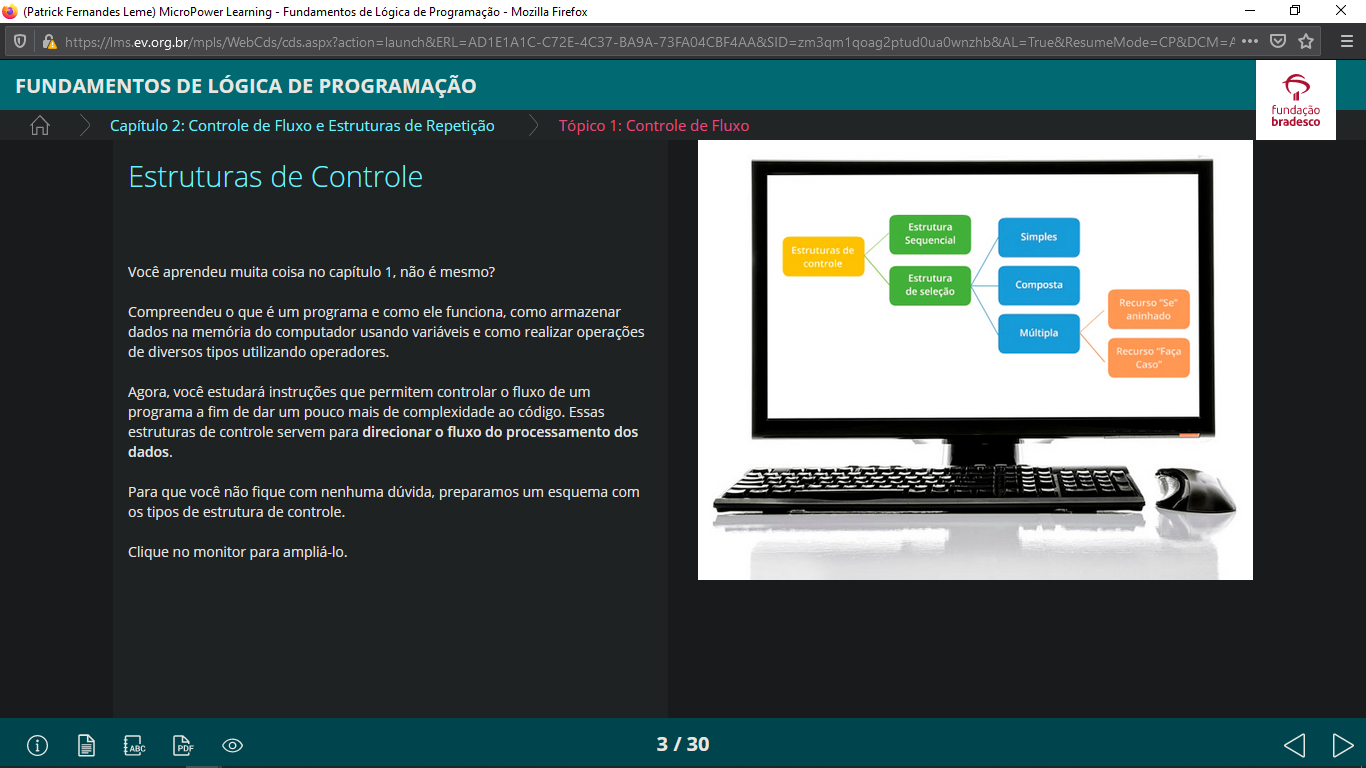 (Patrick Fernandes Leme) MicroPower Learning - Fundamentos de Lógica de Programação - Mozilla Firefox
https://lms.ev.org.br/mpls/WebCds/cds.aspx?action=launch&ERL=AD1E1A1C-C72E-4C37-BA9A-73FA04CBF4AA&SID=zm3qm1qoag2ptud0ua0wnzhb&AL=True&ResumeMode=CP&DCM=A
FUNDAMENTOS DE LÓGICA DE PROGRAMAÇÃO
fundação
bradesco
Capítulo 2: Controle de Fluxo e Estruturas de Repetição
Tópico 1: Controle de Fluxo
Estruturas de Controle
Você aprendeu muita coisa no capítulo 1, não é mesmo?
Compreendeu o que é um programa e como ele funciona, como armazenar
dados na memória do computador usando variáveis e como realizar operações
de diversos tipos utilizando operadores.
Agora, você estudará instruções que permitem controlar o fluxo de um
programa a fim de dar um pouco mais de complexidade ao código. Essas
estruturas de controle servem para direcionar o fluxo do processamento dos
dados.
Para que você não fique com nenhuma dúvida, preparamos um esquema com
os tipos de estrutura de controle.
Clique no monitor para ampliá-lo.
Estruturas de
controle
Estrutura
Sequencial
Estrutura
de seleção
Simples
Composta
Múltipla
Recurso "Se"
aninhado
Recurso "Faça
Caso"
ABC
PDF
3 / 30